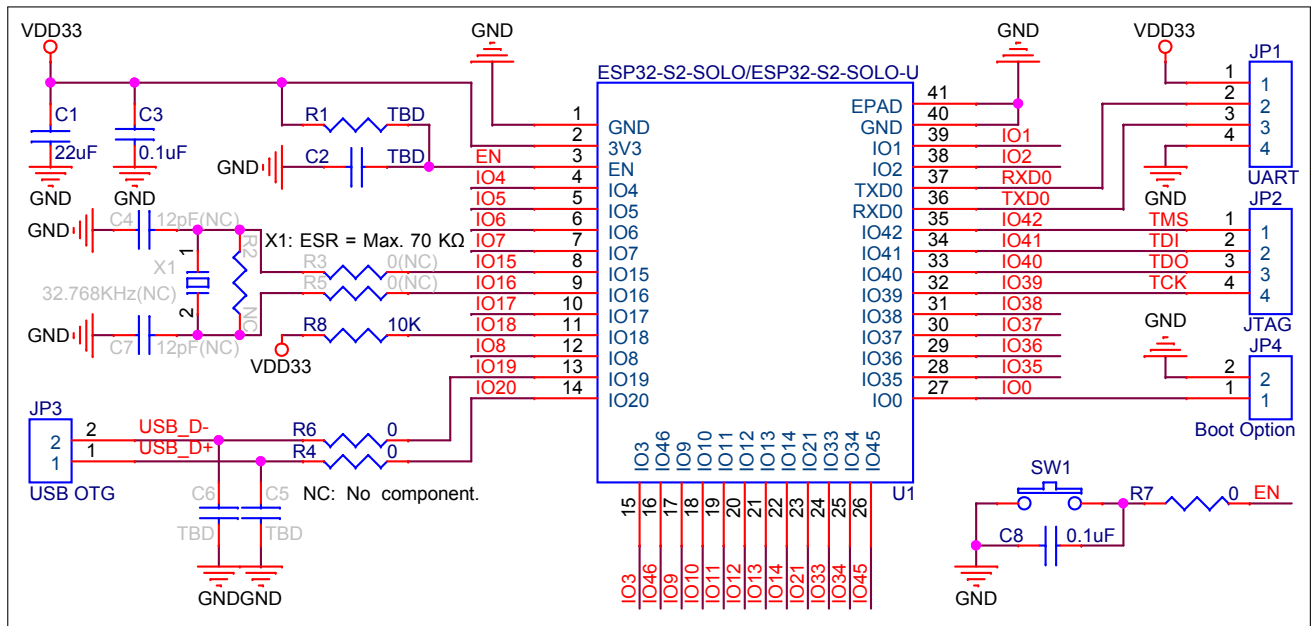 VDD33
GND
GND
VDD33
JP1
ESP32-S2-SOLO/ESP32-S2-SOLO-U
C1
22uF
GND
C3
0.1uF
GND
R1 TBD
GND
C2 TBD
EN
IO4
IO5
IO6
IO7
IO15
IO16
IO17
IO18
IO8
IO19
IO20
1
2
3
4
5
6
7
8
9
10
11
12
13
14
GND
3V3
EN
IO4
IO5
IO6
IO7
IO15
IO16
IO17
IO18
IO8
IO19
IO20
EPAD
GND
IO1
IO2
TXD0
RXD0
IO42
IO41
IO40
IO39
IO38
IO37
IO36
IO35
IO0
41
40
39
38
37
36
35
34
33
32
31
30
29
28
27
IO1
IO2
RXD0
TXD0
IO42
IO41
IO40
IO39
IO38
IO37
IO36
IO35
IO0
1 1
2 2
3 3
4 4
GND
UART
JP2
TMS 1 1
TDI 2 2
TDO 3 3
TCK 4 4
JTAG
GND
JP4
2 2
1 1
Boot Option
GND
C4 12pF(NC)
X1: ESR = Max. 70 KΩ
1
X1
32.768KHz(NC)
2
R2
NC
R3 0(NC)
R5 0(NC)
GND
C7 12pF(NC)
R8 10K
VDD33
JP3
2 2 USB_D-
1 1 USB_D+
USB OTG
R6 0
R4 0
C6
TBD
C5
TBD
NC: No component.
GND
GND
IO3
IO46
IO9
IO10
IO11
IO12
IO13
IO14
IO21
IO33
IO34
IO45
U1
15
16
17
18
19
20
21
22
23
24
25
26
IO3
IO46
IO9
IO10
IO11
IO12
IO13
IO14
IO21
IO33
IO34
IO45
SW1
R7 0 EN
C8 0.1uF
GND